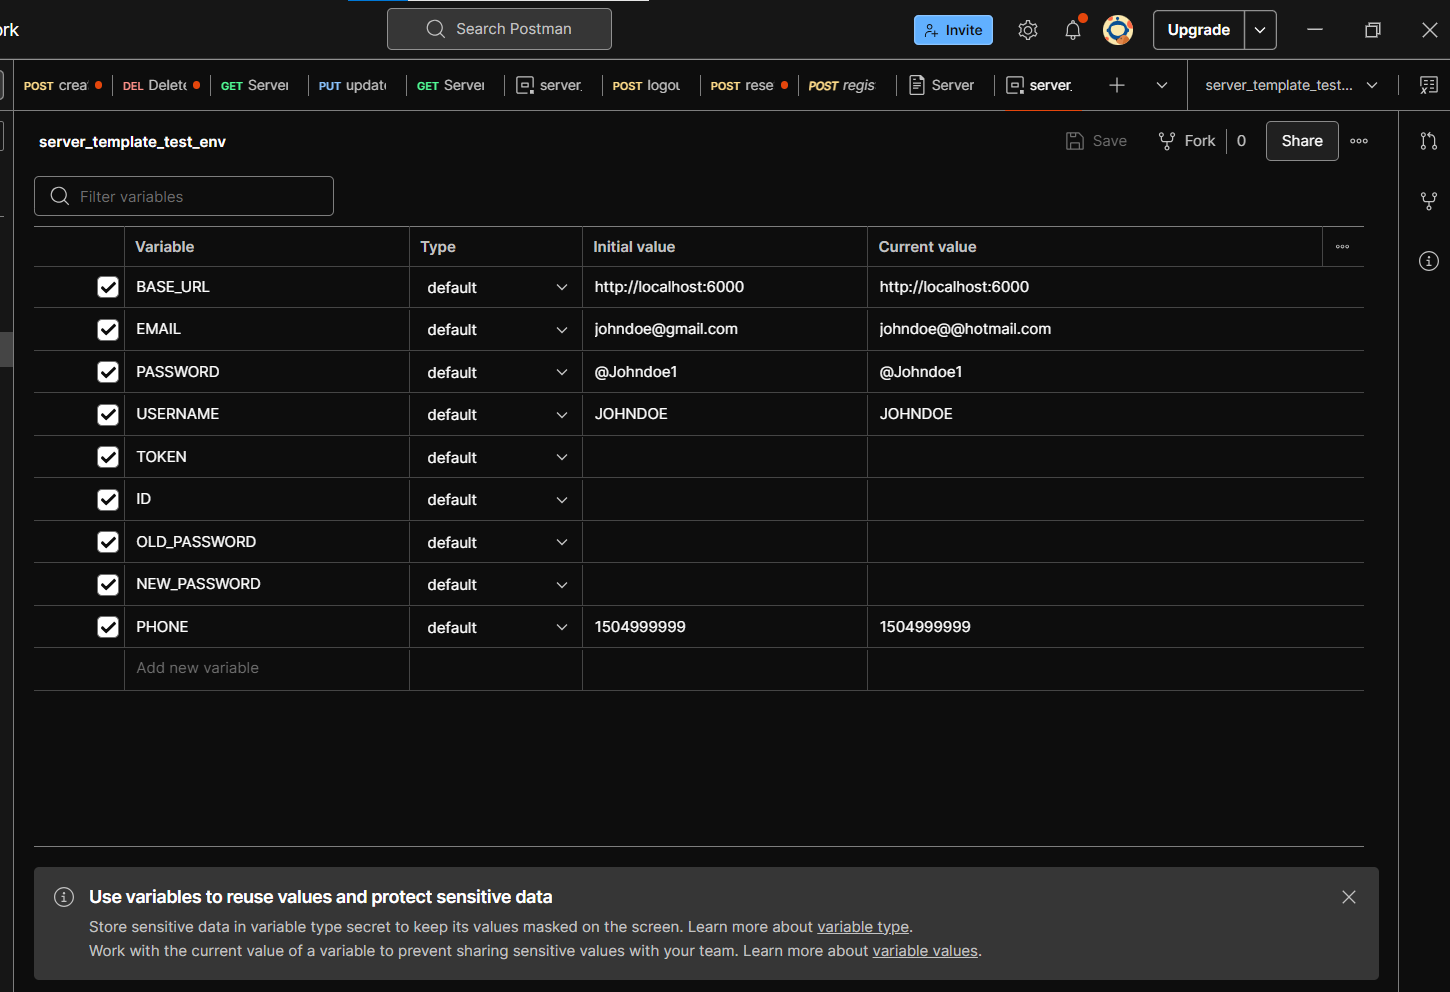 ork
Search Postman
Invite
Upgrade
POST crea
DEL Delete
GET Server
PUT update
GET Server
server_
POST logou
POST rese
POST regis
Server
server_
server_template_test...
server_template_test_env
Save
Fork
0
Share
Filter variables
Variable Type Initial value Current value
BASE_URL default http://localhost:6000 http://localhost:6000
EMAIL default johndoe@gmail.com johndoe@@hotmail.com
PASSWORD default @Johndoe1 @Johndoe1
USERNAME default JOHNDOE JOHNDOE
TOKEN default
ID default
OLD_PASSWORD default
NEW_PASSWORD default
PHONE default 1504999999 1504999999
Add new variable
Use variables to reuse values and protect sensitive data
Store sensitive data in variable type secret to keep its values masked on the screen. Learn more about variable type.
Work with the current value of a variable to prevent sharing sensitive values with your team. Learn more about variable values.